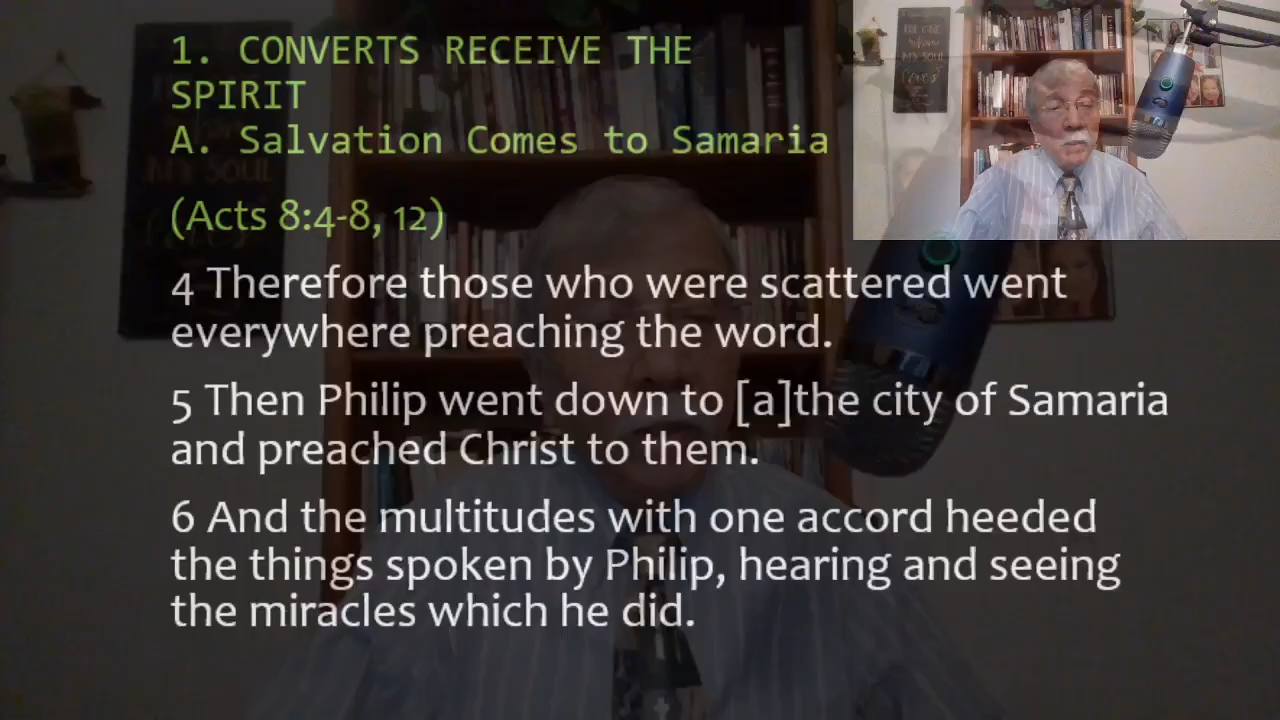 1. CONVERTS RECEIVE THE
SPIRIT
A. Salvation Comes to Samaria
(Acts 8:4-8, 12)
4 Therefore those who were scattered went
everywhere preaching the word.
5 Then Philip went down to [a]the city of Samaria
and preached Christ to them.
6 And the multitudes with one accord heeded
the things spoken by Philip, hearing and seeing
the miracles which he did.
MY SOUL